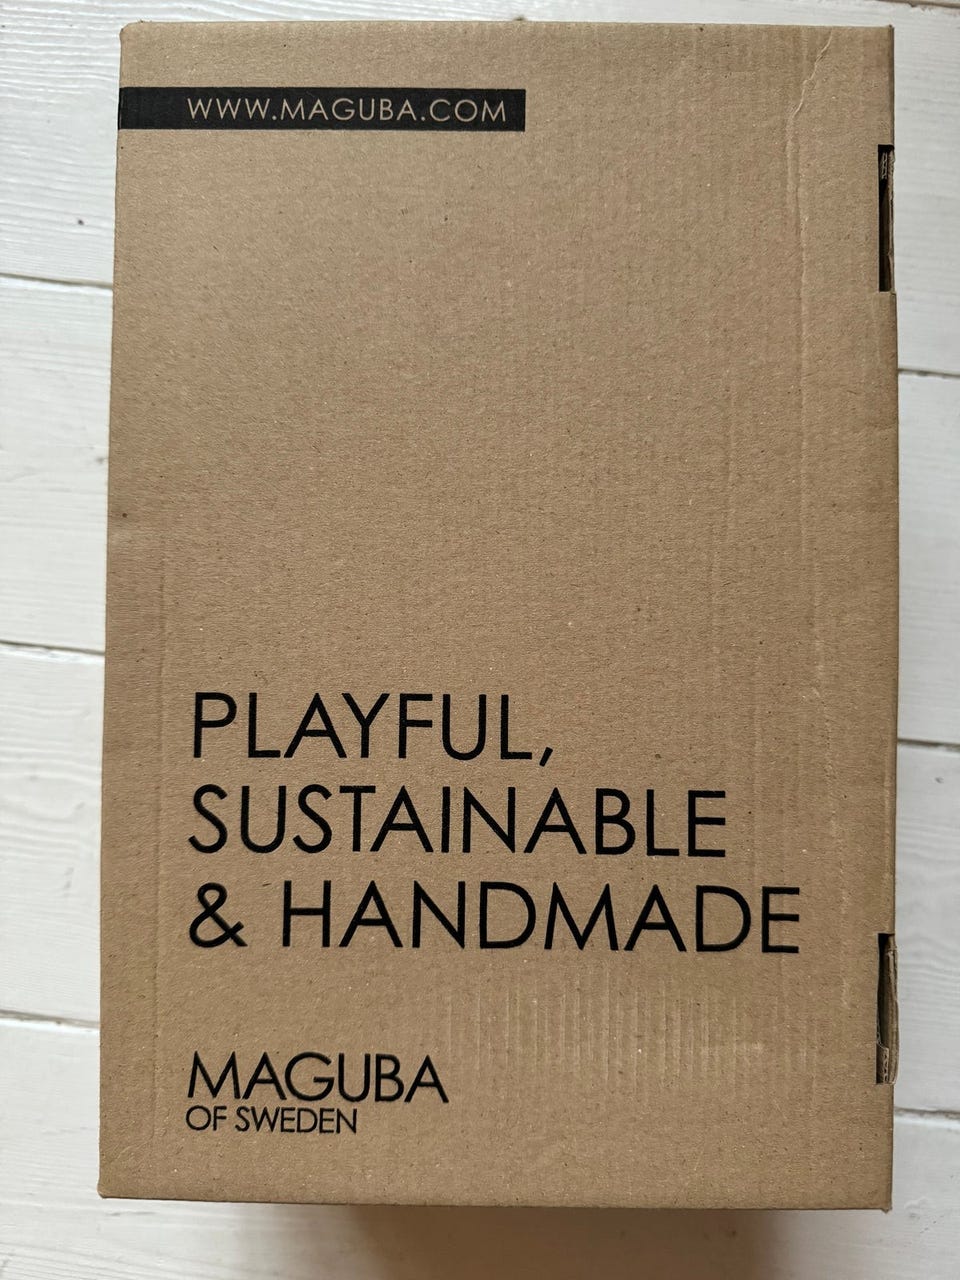 WWW.MAGUBA.COM
PLAYFUL,
SUSTAINABLE
& HANDMADE
MAGUBA
OF SWEDEN